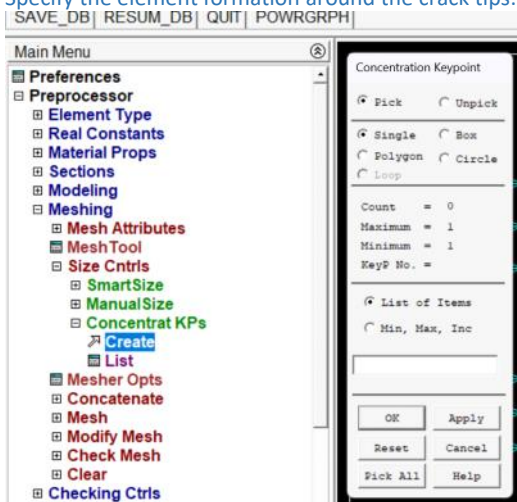 Specify the element formation around the crack tips.
SAVE_DB| RESUM_DB| QUIT| POWRGRPH|
Main Menu
Preferences
Preprocessor
Element Type
Real Constants
Material Props
Sections
Modeling
Meshing
Mesh Attributes
MeshTool
Size Cntrls
SmartSize
ManualSize
Concentrat KPs
Create
List
Mesher Opts
Concatenate
Mesh
Modify Mesh
Check Mesh
Clear
Checking Ctrls
Concentration Keypoint
Pick Unpick
Single Box
Polygon Circle
Loop
Count = 0
Maximum = 1
Minimum = 1
KeyP No. =
List of Items
Min, Max, Inc
OK Apply
Reset Cancel
Pick All Help